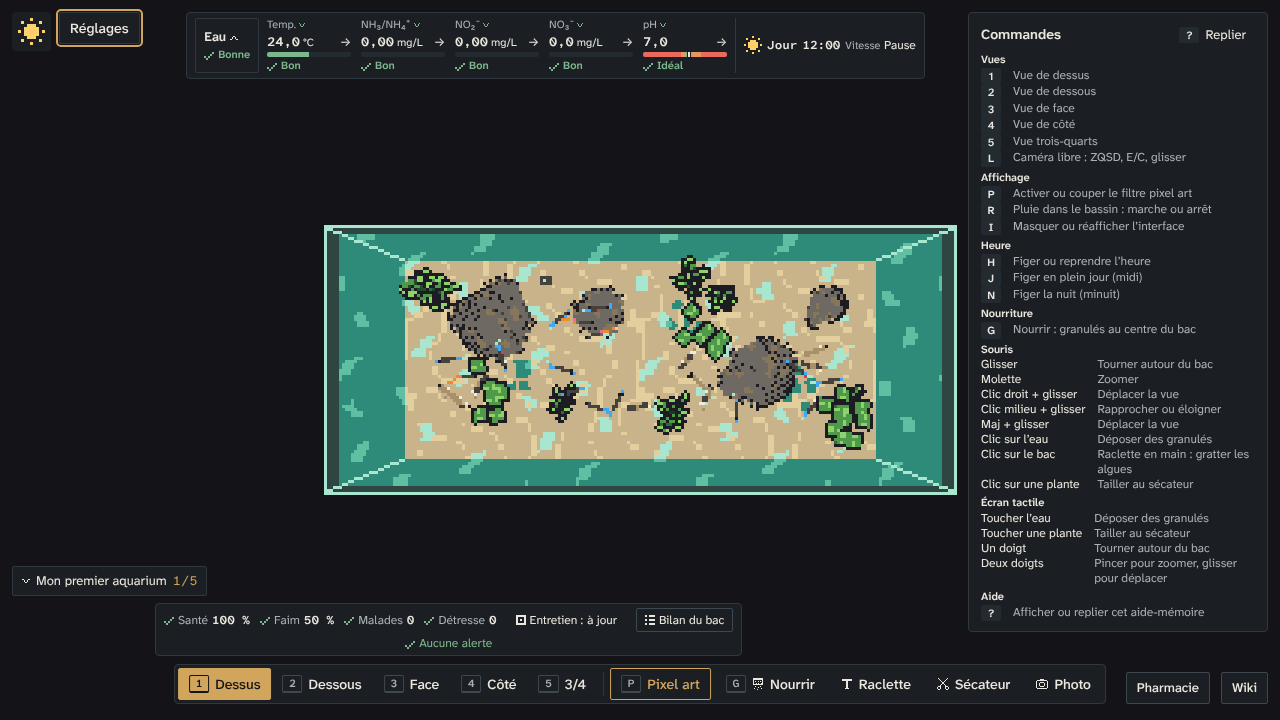 Réglages
Eau
Bonne
Temp.
24,0 °C
Bon
NH₃/NH₄⁺
0,00 mg/L
Bon
NO₂⁻
0,00 mg/L
Bon
NO₃⁻
0,0 mg/L
Bon
pH
7,0
Idéal
Jour 12:00 Vitesse Pause
Commandes
? Replier
Vues
1 Vue de dessus
2 Vue de dessous
3 Vue de face
4 Vue de côté
5 Vue trois-quarts
L Caméra libre : ZQSD, E/C, glisser
Affichage
P Activer ou couper le filtre pixel art
R Pluie dans le bassin : marche ou arrêt
I Masquer ou réafficher l'interface
Heure
H Figer ou reprendre l'heure
J Figer en plein jour (midi)
N Figer la nuit (minuit)
Nourriture
G Nourrir : granulés au centre du bac
Souris
Glisser Tourner autour du bac
Molette Zoomer
Clic droit + glisser Déplacer la vue
Clic milieu + glisser Rapprocher ou éloigner
Maj + glisser Déplacer la vue
Clic sur l'eau Déposer des granulés
Clic sur le bac Raclette en main : gratter les
algues
Clic sur une plante Tailler au sécateur
Écran tactile
Toucher l'eau Déposer des granulés
Toucher une plante Tailler au sécateur
Un doigt Tourner autour du bac
Deux doigts Pincer pour zoomer, glisser
pour déplacer
Aide
? Afficher ou replier cet aide-mémoire
Mon premier aquarium 1/5
Santé 100 % Faim 50 % Malades 0 Détresse 0 Entretien : à jour Bilan du bac
Aucune alerte
1 Dessus 2 Dessous 3 Face 4 Côté 5 3/4 P Pixel art G Nourrir Raclette Sécateur Photo
Pharmacie
Wiki